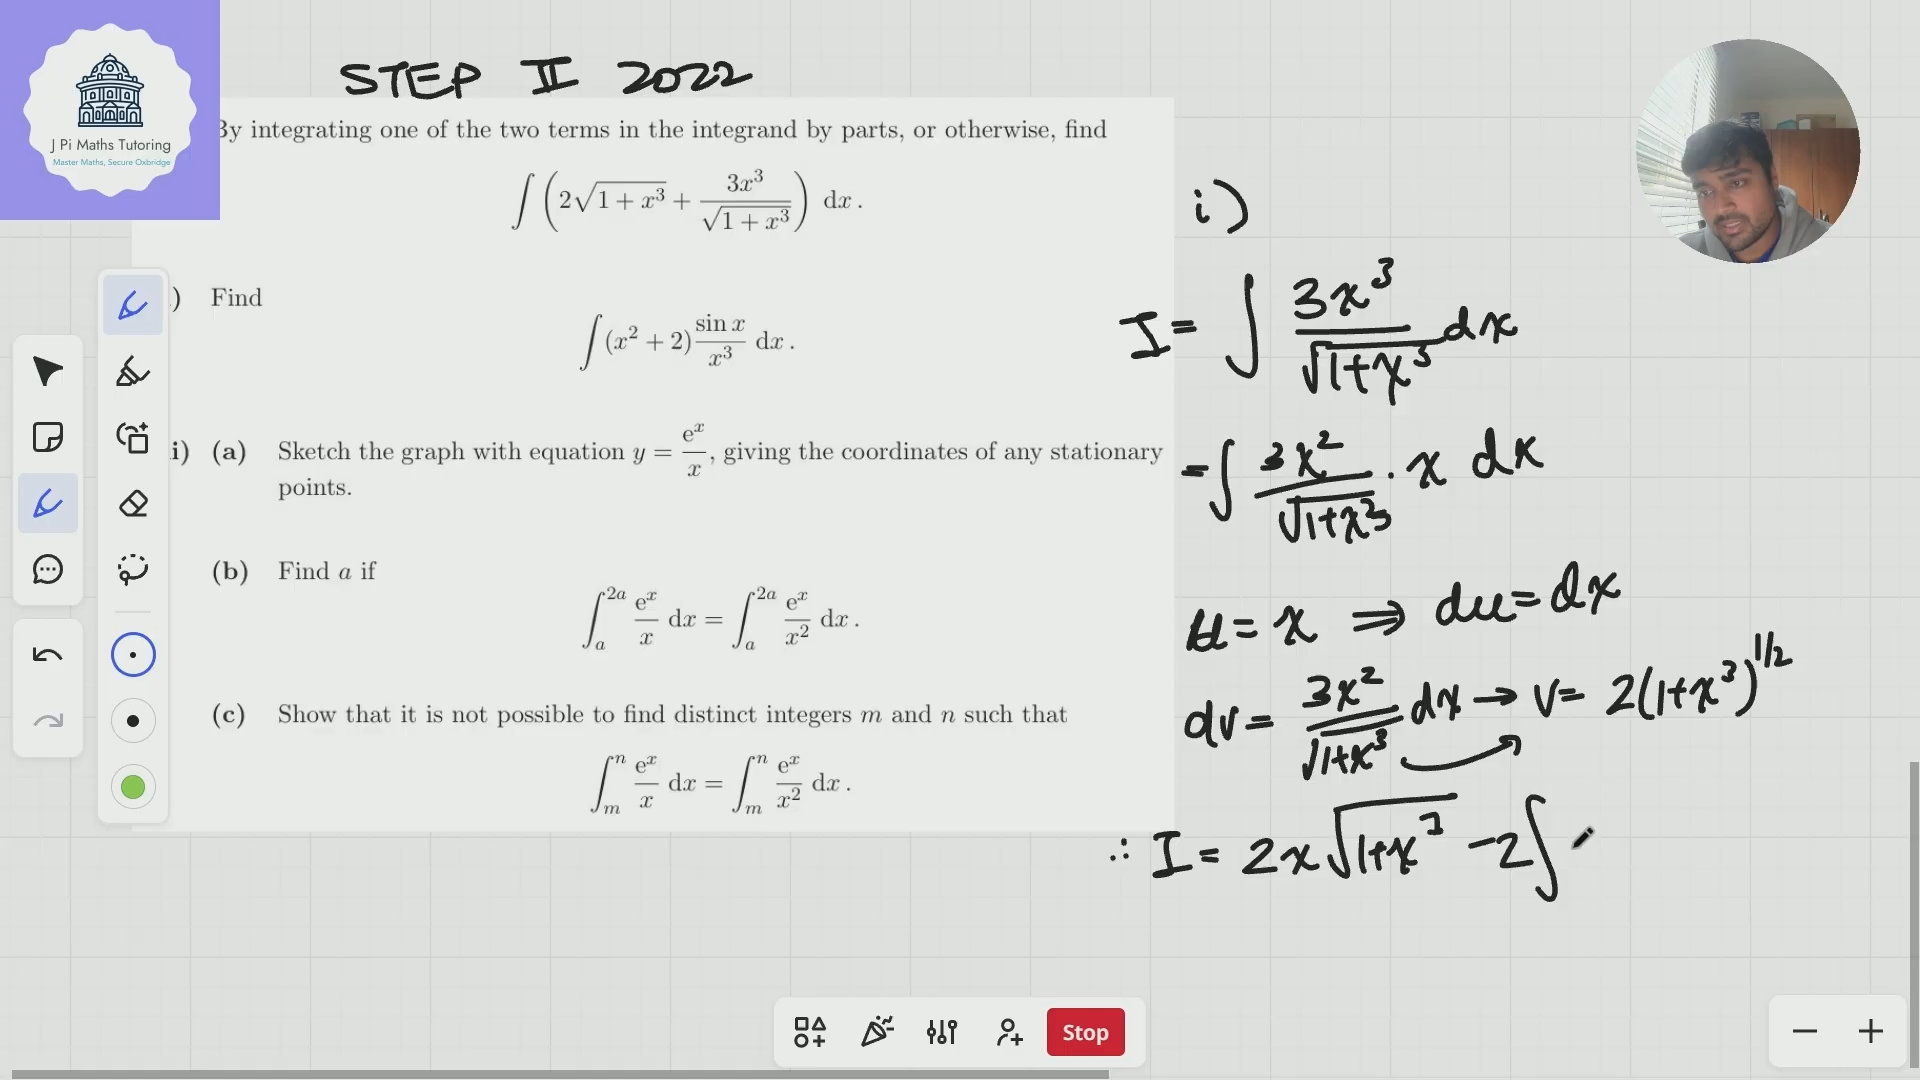 STEP II 2022
J Pi Maths Tutoring
Master Maths, Secure Oxbridge
By integrating one of the two terms in the integrand by parts, or otherwise, find
∫ (2√(1 + x³) + 3x³/√(1 + x³)) dx .
) Find
∫ (x² + 2) sin x/x³ dx .
i) (a) Sketch the graph with equation y = eˣ/x, giving the coordinates of any stationary
points.
(b) Find a if
∫ₐ²ᵃ eˣ/x dx = ∫ₐ²ᵃ eˣ/x² dx .
(c) Show that it is not possible to find distinct integers m and n such that
∫ₘⁿ eˣ/x dx = ∫ₘⁿ eˣ/x² dx .
i)
I = ∫ 3x³/√(1+x³) dx
= ∫ 3x²/√(1+x³) . x dx
u = x ⇒ du = dx
dv = 3x²/√(1+x³) dx → v = 2(1+x³)^1/2
∴ I = 2x√(1+x³) - 2∫
Stop